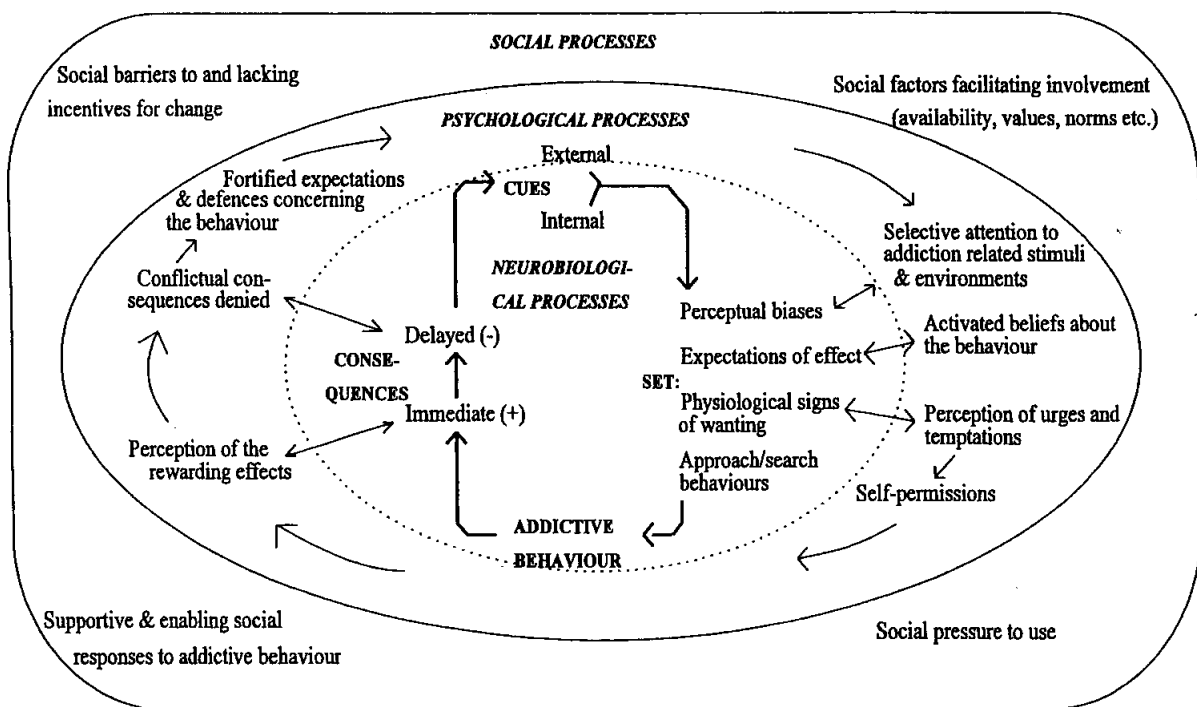 SOCIAL PROCESSES
Social barriers to and lacking
incentives for change
Social factors facilitating involvement
(availability, values, norms etc.)
PSYCHOLOGICAL PROCESSES
External
CUES
Internal
Fortified expectations
& defences concerning
the behaviour
Conflictual con-
sequences denied
NEUROBIOLOGI-
CAL PROCESSES
Selective attention to
addiction related stimuli
& environments
Perceptual biases
Activated beliefs about
the behaviour
Delayed (-)
CONSE-
QUENCES
Immediate (+)
Expectations of effect
SET:
Physiological signs
of wanting
Perception of urges and
temptations
Perception of the
rewarding effects
Approach/search
behaviours
Self-permissions
ADDICTIVE
BEHAVIOUR
Supportive & enabling social
responses to addictive behaviour
Social pressure to use